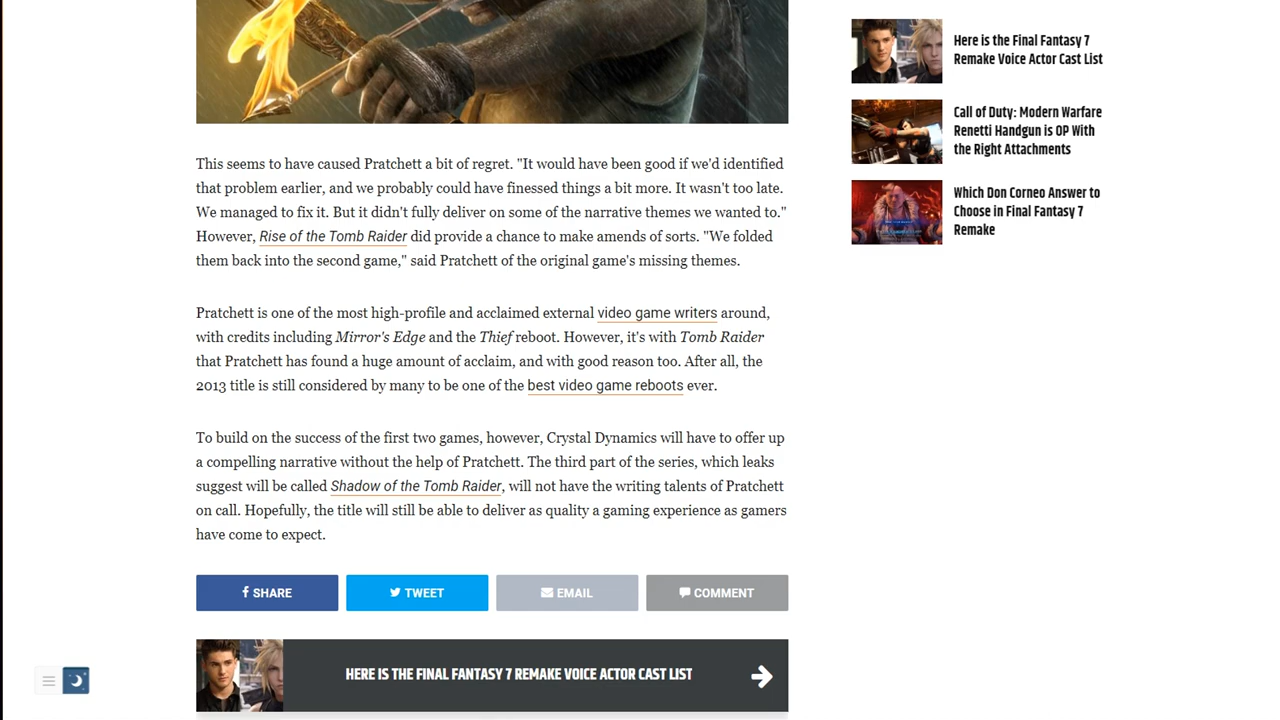 This seems to have caused Pratchett a bit of regret. "It would have been good if we'd identified
that problem earlier, and we probably could have finessed things a bit more. It wasn't too late.
We managed to fix it. But it didn't fully deliver on some of the narrative themes we wanted to."
However, Rise of the Tomb Raider did provide a chance to make amends of sorts. "We folded
them back into the second game," said Pratchett of the original game's missing themes.
Pratchett is one of the most high-profile and acclaimed external video game writers around,
with credits including Mirror's Edge and the Thief reboot. However, it's with Tomb Raider
that Pratchett has found a huge amount of acclaim, and with good reason too. After all, the
2013 title is still considered by many to be one of the best video game reboots ever.
To build on the success of the first two games, however, Crystal Dynamics will have to offer up
a compelling narrative without the help of Pratchett. The third part of the series, which leaks
suggest will be called Shadow of the Tomb Raider, will not have the writing talents of Pratchett
on call. Hopefully, the title will still be able to deliver as quality a gaming experience as gamers
have come to expect.
SHARE
TWEET
EMAIL
COMMENT
HERE IS THE FINAL FANTASY 7 REMAKE VOICE ACTOR CAST LIST
Here is the Final Fantasy 7
Remake Voice Actor Cast List
Call of Duty: Modern Warfare
Renetti Handgun is OP With
the Right Attachments
Which Don Corneo Answer to
Choose in Final Fantasy 7
Remake